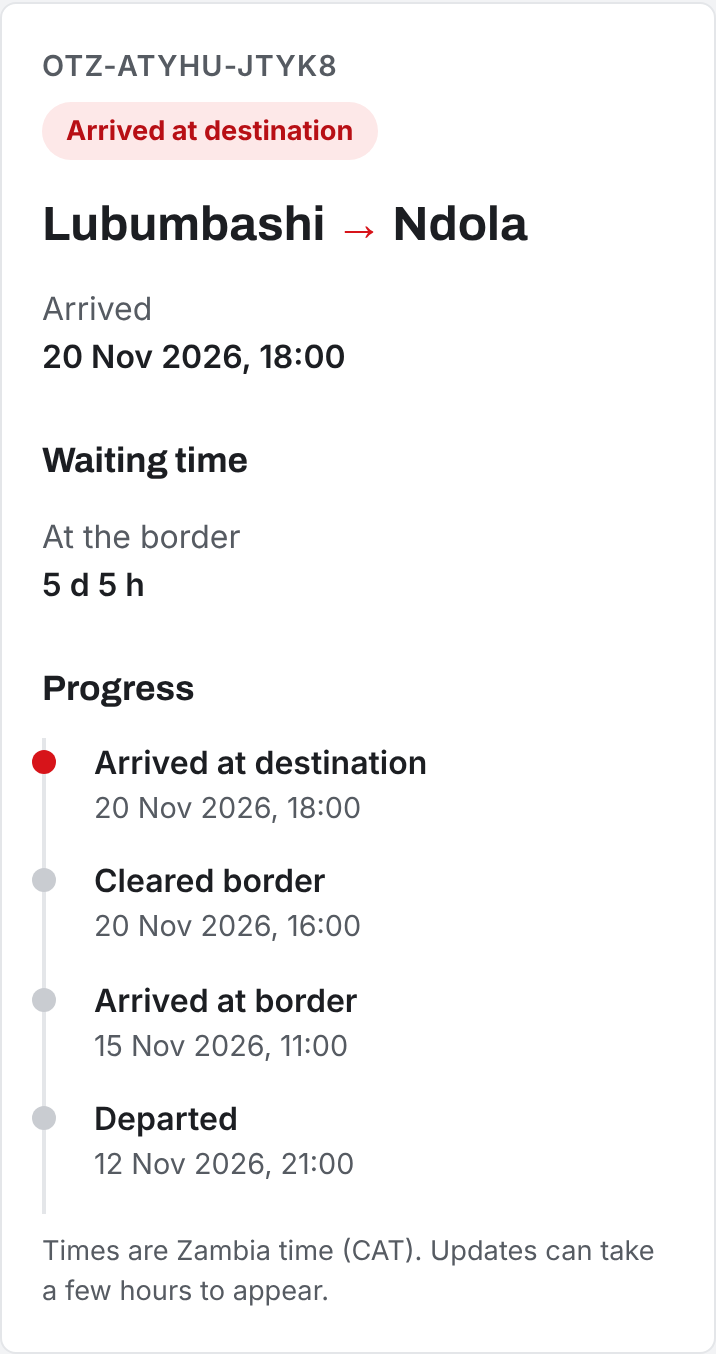 OTZ-ATYHU-JTYK8
Arrived at destination
Lubumbashi → Ndola
Arrived
20 Nov 2026, 18:00
Waiting time
At the border
5 d 5 h
Progress
Arrived at destination
20 Nov 2026, 18:00
Cleared border
20 Nov 2026, 16:00
Arrived at border
15 Nov 2026, 11:00
Departed
12 Nov 2026, 21:00
Times are Zambia time (CAT). Updates can take
a few hours to appear.